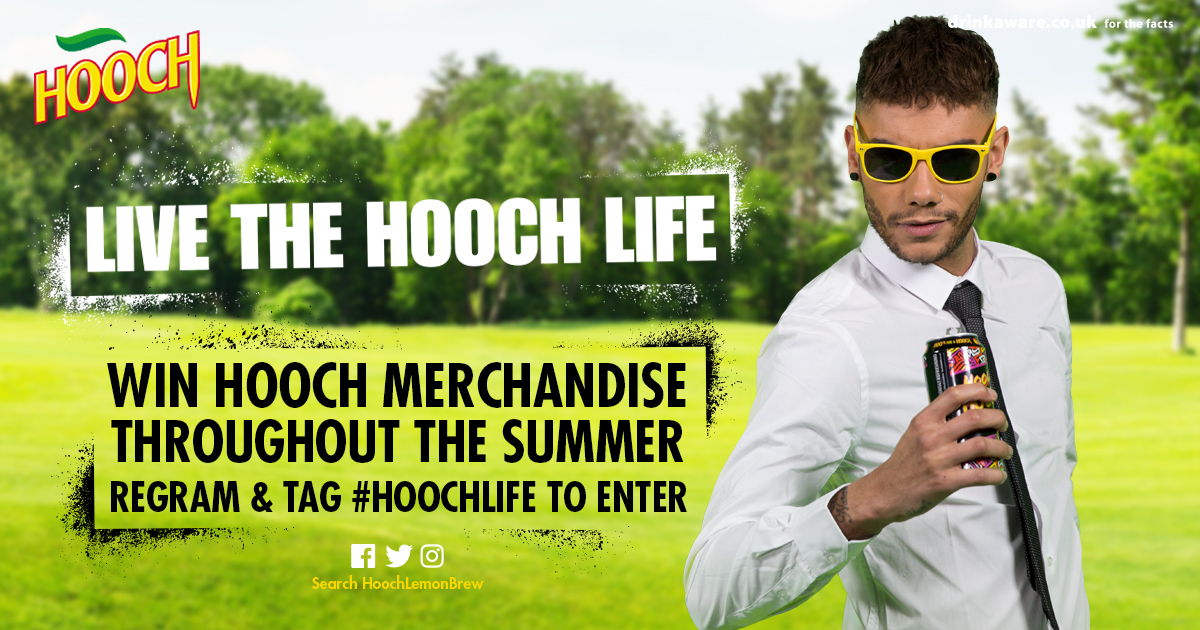 HOOCH
drinkaware.co.uk for the facts
LIVE THE HOOCH LIFE
WIN HOOCH MERCHANDISE
THROUGHOUT THE SUMMER
REGRAM & TAG #HOOCHLIFE TO ENTER
Search HoochLemonBrew
HOOCH